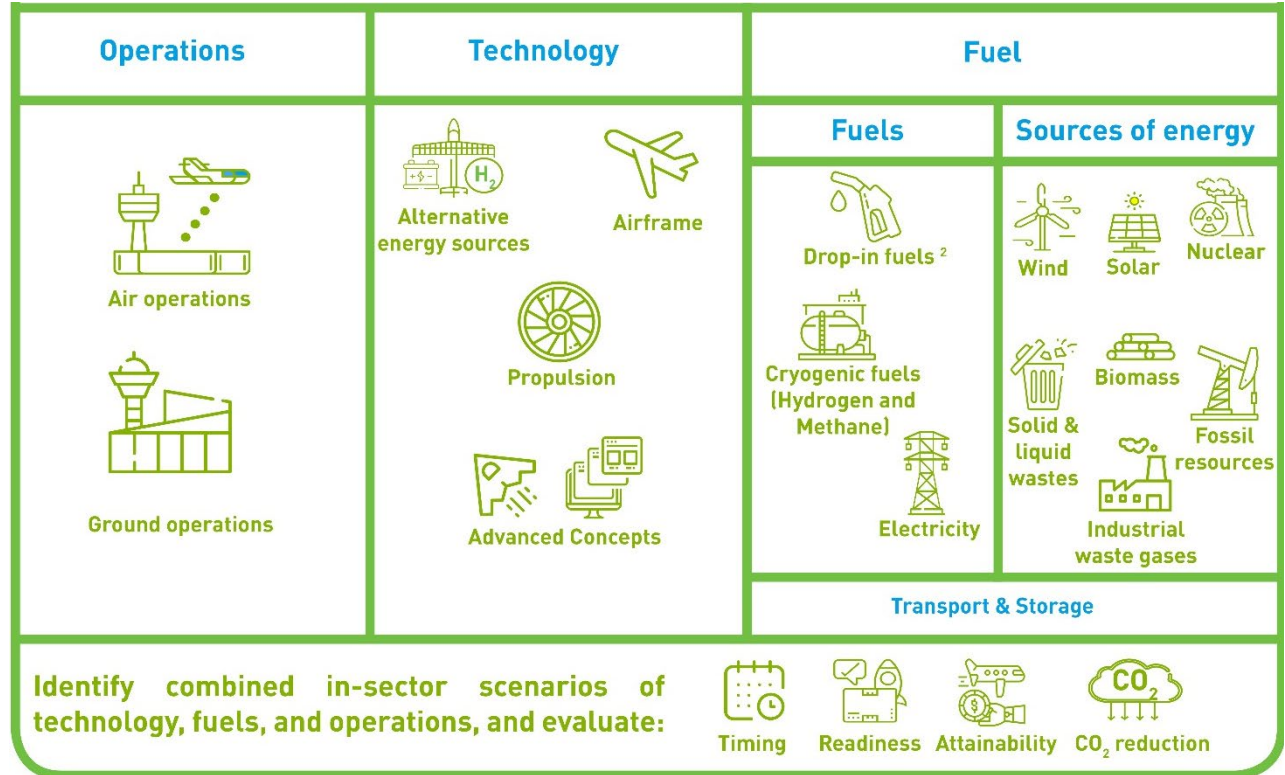 Operations
Technology
Fuel
Fuels
Sources of energy
Air operations
Ground operations
H₂
Alternative
energy sources
Airframe
Propulsion
Advanced Concepts
Drop-in fuels ²
Cryogenic fuels
(Hydrogen and
Methane)
Electricity
Wind
Solar
Nuclear
Solid &
liquid
wastes
Biomass
Fossil
resources
Industrial
waste gases
Transport & Storage
Identify combined in-sector scenarios of
technology, fuels, and operations, and evaluate:
Timing
Readiness
Attainability
CO₂
CO₂ reduction